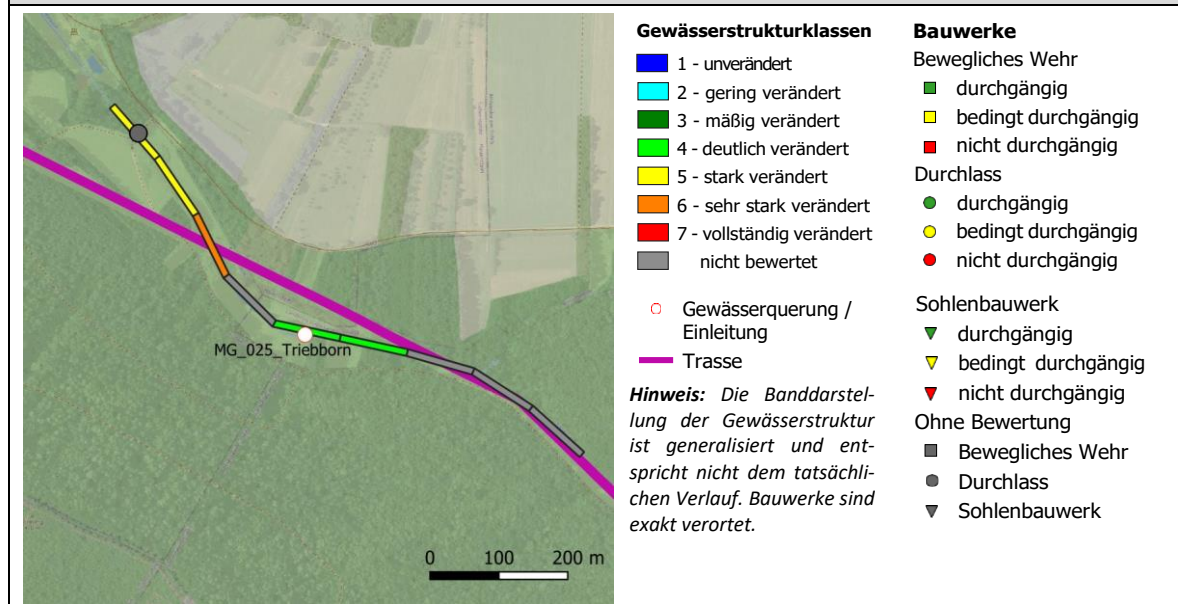 MG_025_Triebborn
0 100 200 m
Gewässerstrukturklassen
1 - unverändert
2 - gering verändert
3 - mäßig verändert
4 - deutlich verändert
5 - stark verändert
6 - sehr stark verändert
7 - vollständig verändert
nicht bewertet
Gewässerquerung /
Einleitung
Trasse
Hinweis: Die Banddarstel-
lung der Gewässerstruktur
ist generalisiert und ent-
spricht nicht dem tatsächli-
chen Verlauf. Bauwerke sind
exakt verortet.
Bauwerke
Bewegliches Wehr
durchgängig
bedingt durchgängig
nicht durchgängig
Durchlass
durchgängig
bedingt durchgängig
nicht durchgängig
Sohlenbauwerk
durchgängig
bedingt durchgängig
nicht durchgängig
Ohne Bewertung
Bewegliches Wehr
Durchlass
Sohlenbauwerk